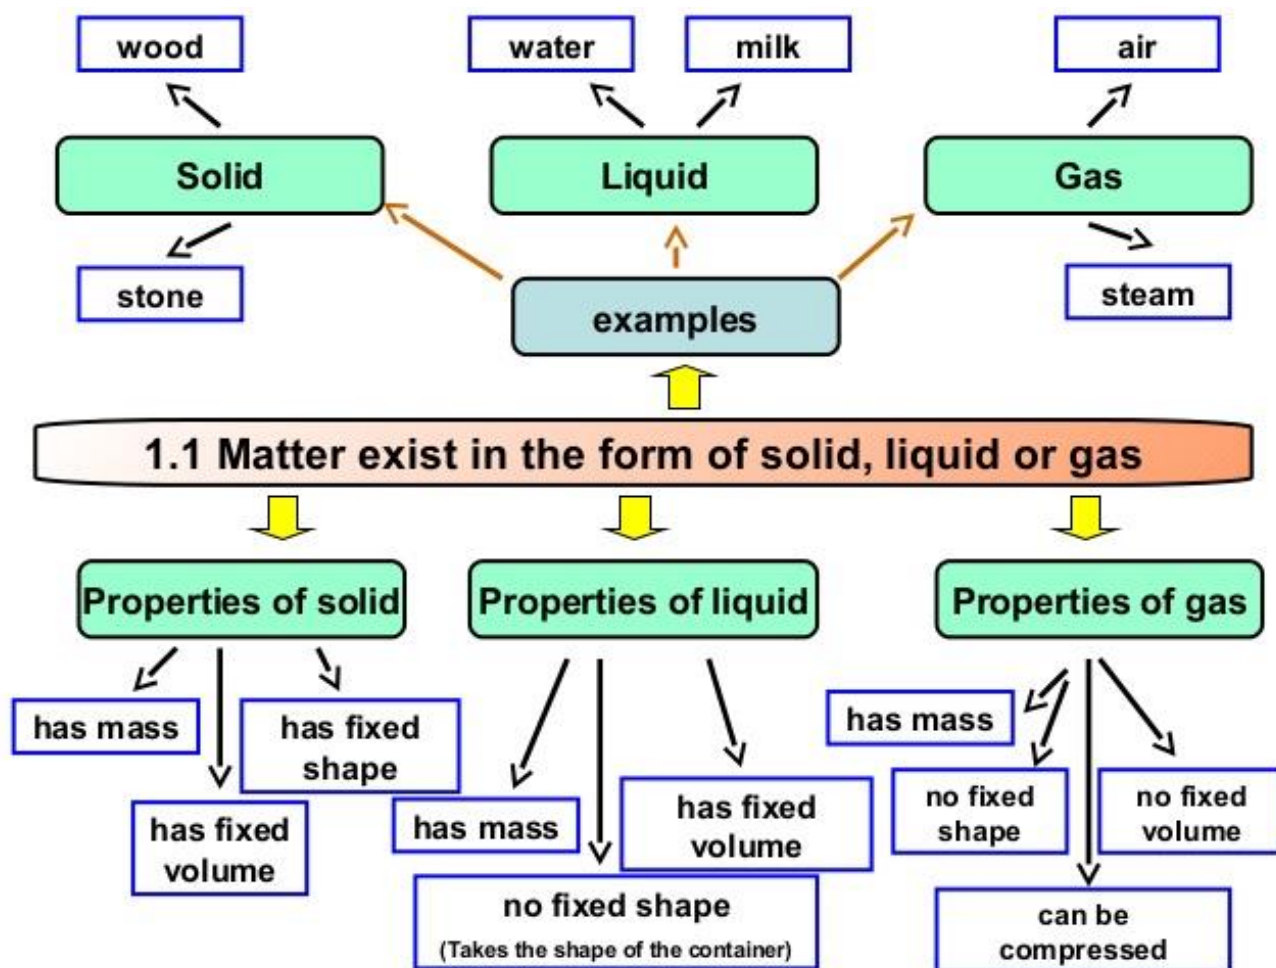 wood
water
milk
air
Solid
Liquid
Gas
stone
steam
examples
1.1 Matter exist in the form of solid, liquid or gas
Properties of solid
Properties of liquid
Properties of gas
has mass
has fixed
shape
has fixed
volume
has mass
has fixed
volume
no fixed shape
(Takes the shape of the container)
has mass
no fixed
shape
no fixed
volume
can be
compressed